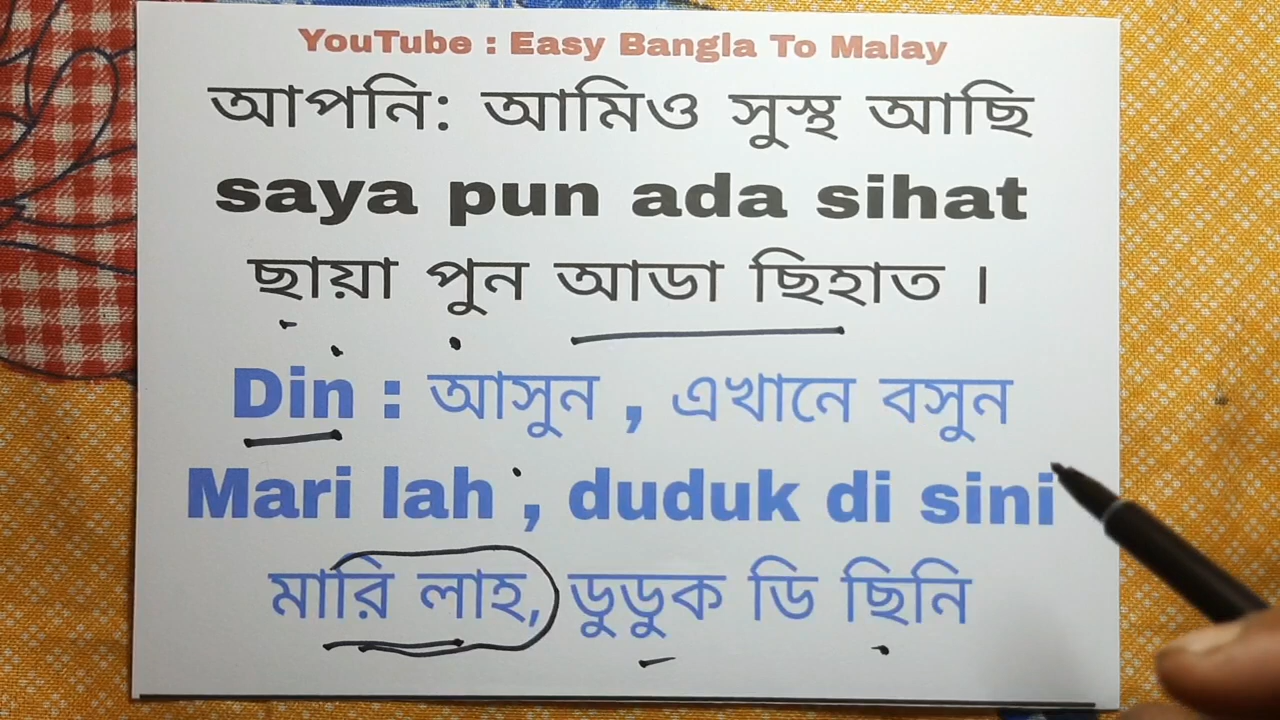 YouTube : Easy Bangla To Malay
আপনি: আমিও সুস্থ আছি
saya pun ada sihat
ছায়া পুন আডা ছিহাত ।
Din : আসুন , এখানে বসুন
Mari lah , duduk di sini
মারি লাহ, ডুডুক ডি ছিনি